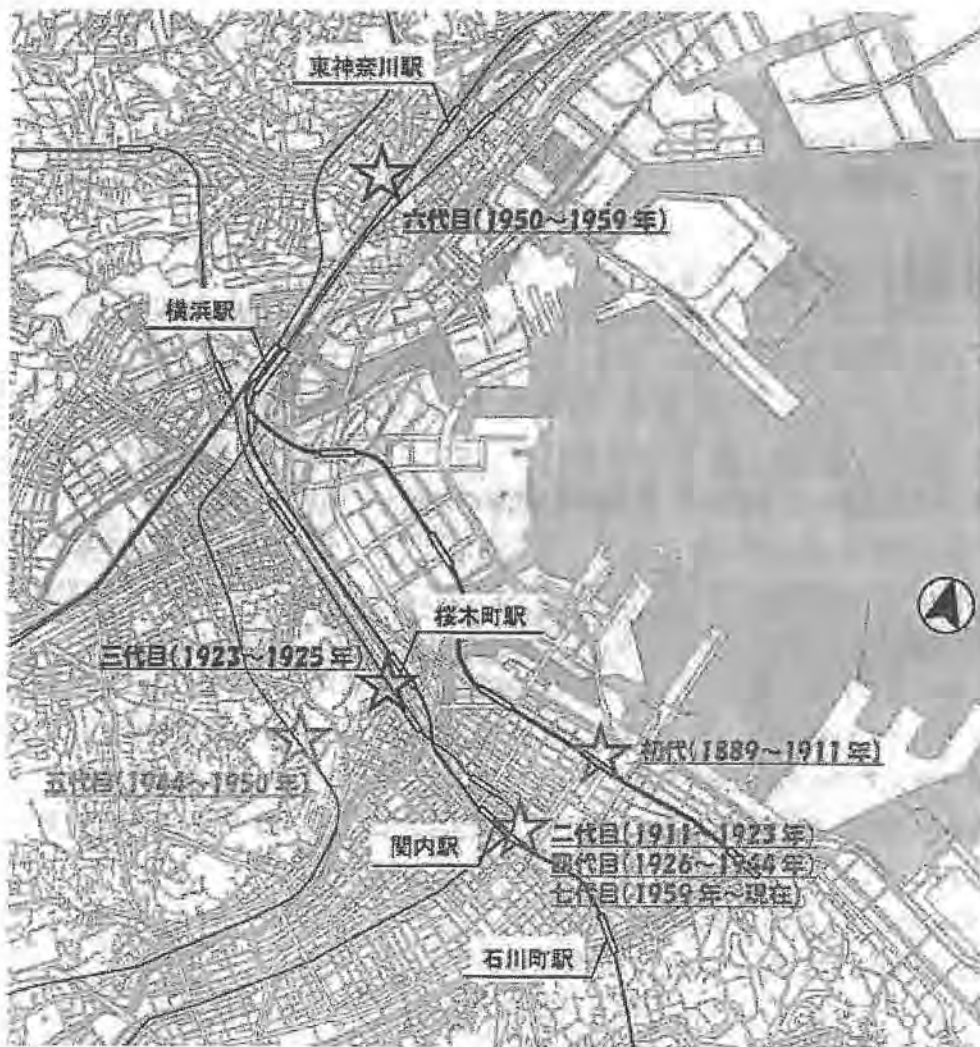 東神奈川駅
六代目(1950～1959年)
横浜駅
桜木町駅
三代目(1923～1925年)
初代(1889～1911年)
五代目(1944～1950年)
関内駅
二代目(1911～1923年)
四代目(1926～1944年)
七代目(1959年～現在)
石川町駅